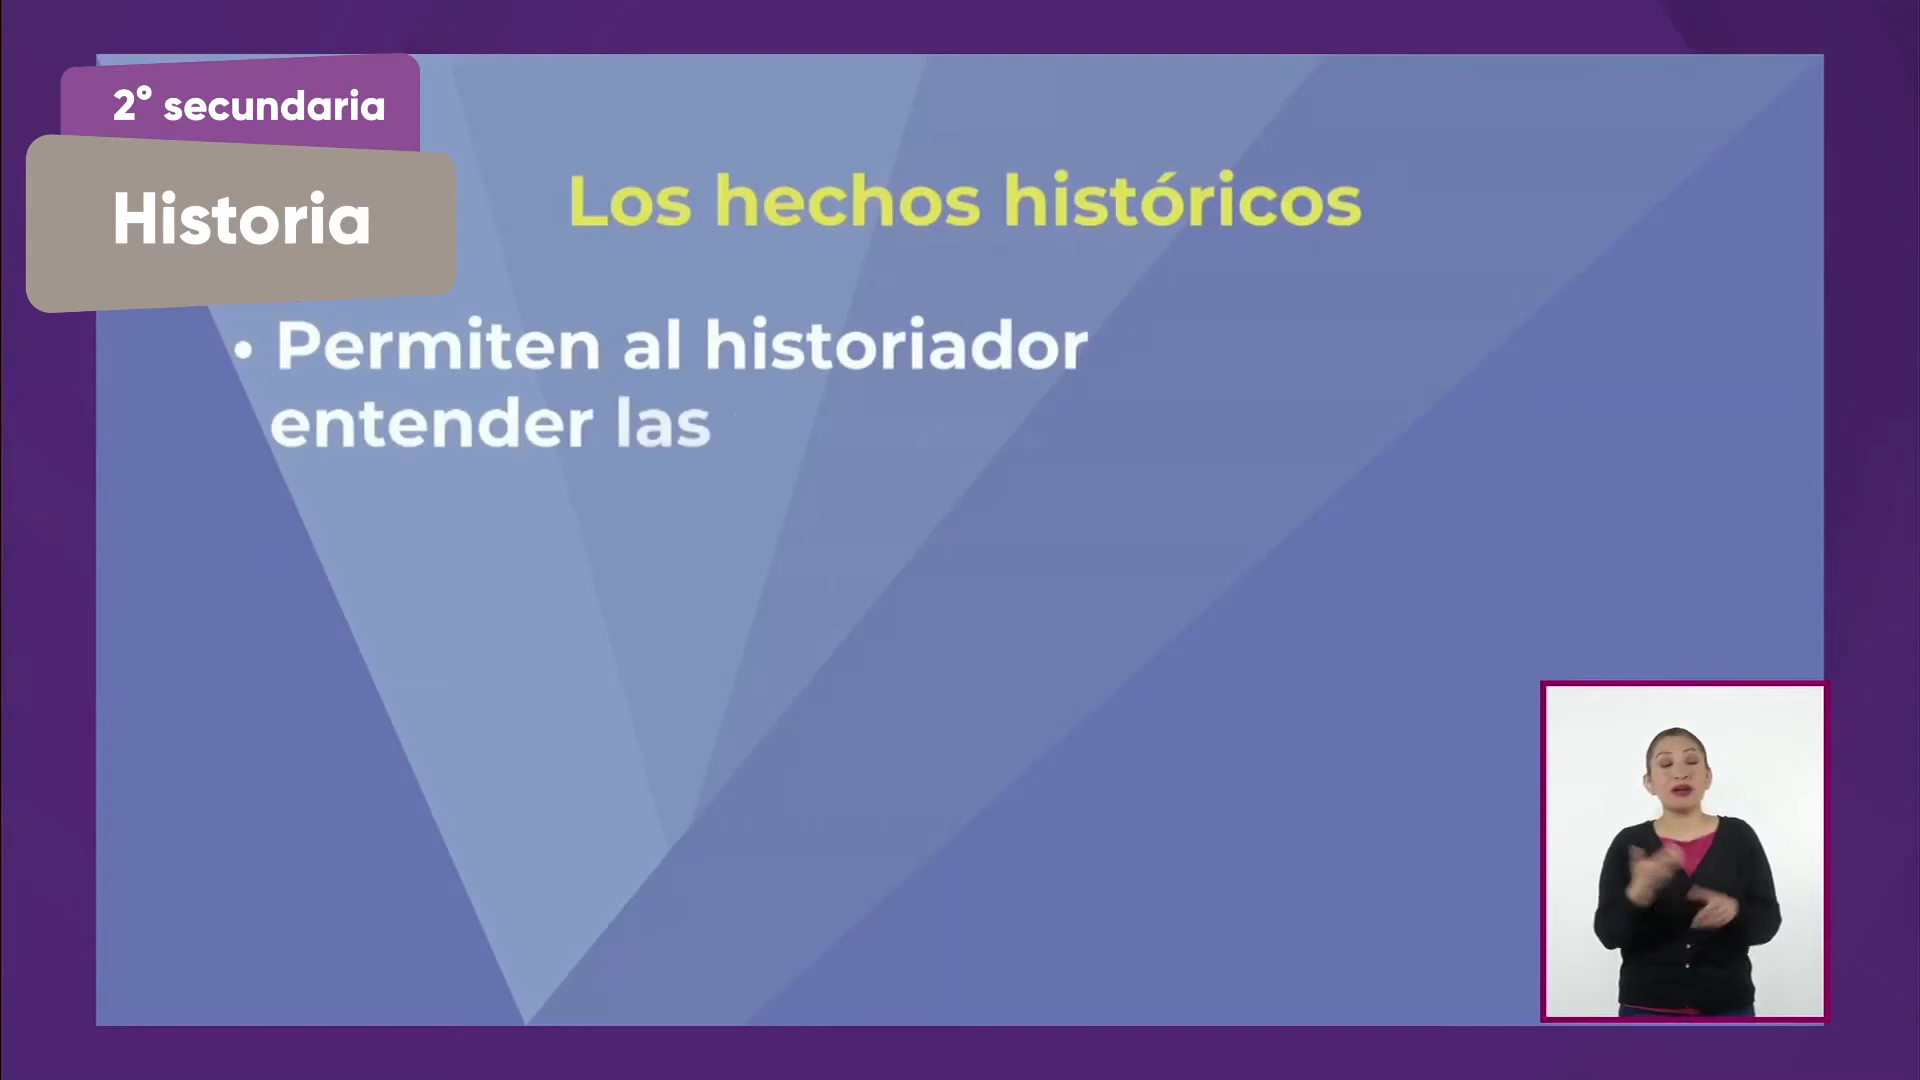 2° secundaria
Historia
Los hechos históricos
• Permiten al historiador
entender las